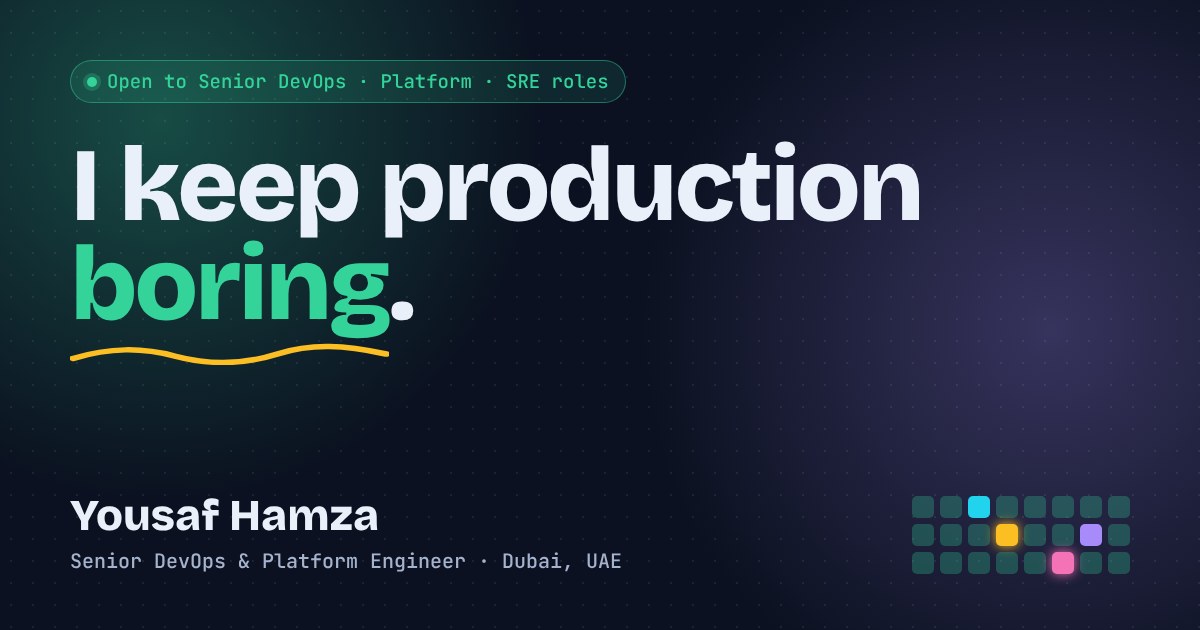 Open to Senior DevOps · Platform · SRE roles
I keep production
boring.
Yousaf Hamza
Senior DevOps & Platform Engineer · Dubai, UAE